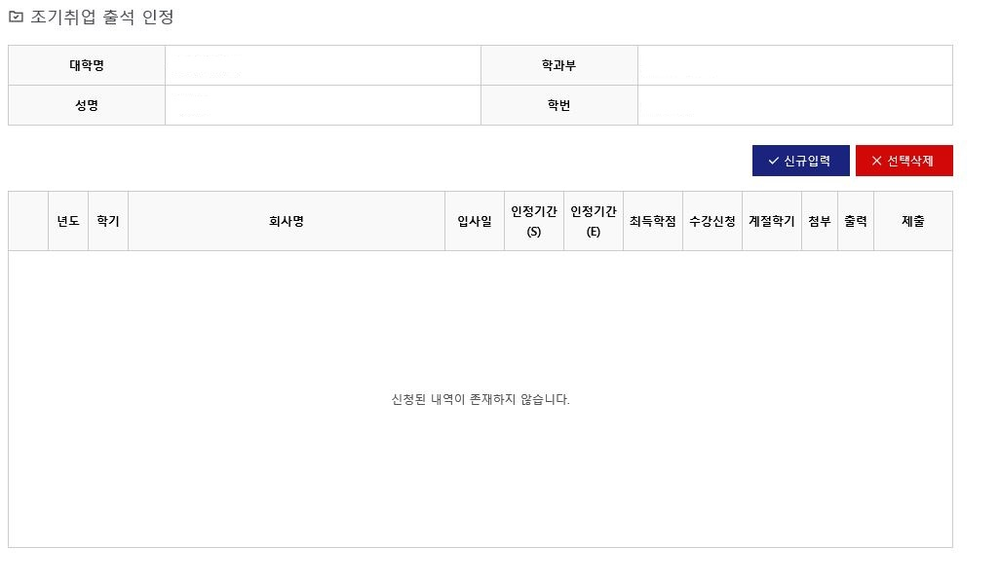 조기취업 출석 인정
대학명
학과부
성명
학번
신규입력
선택삭제
년도
학기
회사명
입사일
인정기간
(S)
인정기간
(E)
최득학점
수강신청
계절학기
첨부
출력
제출
신청된 내역이 존재하지 않습니다.